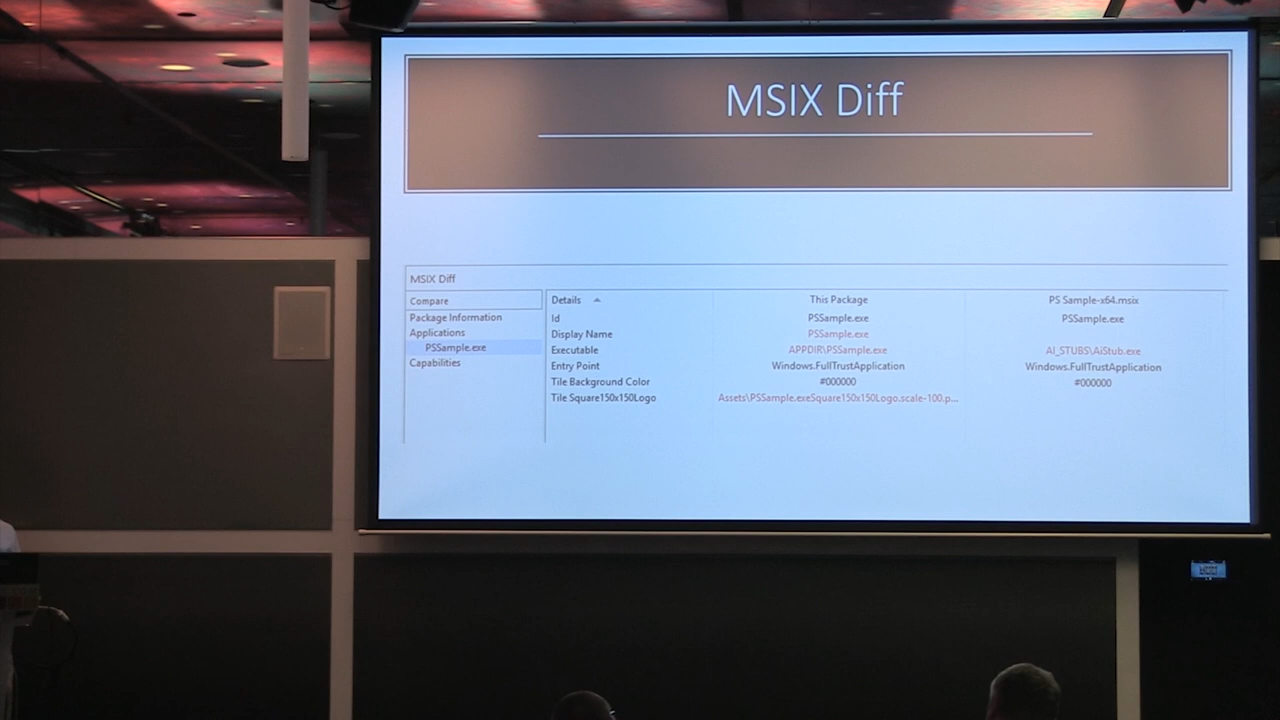 MSIX Diff
MSIX Diff
Compare
Package Information
Applications
PSSample.exe
Capabilities
Details This Package PS Sample-x64.msix
Id PSSample.exe PSSample.exe
Display Name PSSample.exe
Executable APPDIR\PSSample.exe AI_STUBS\AiStub.exe
Entry Point Windows.FullTrustApplication Windows.FullTrustApplication
Tile Background Color #000000 #000000
Tile Square150x150Logo Assets\PSSample.exeSquare150x150Logo.scale-100.p...